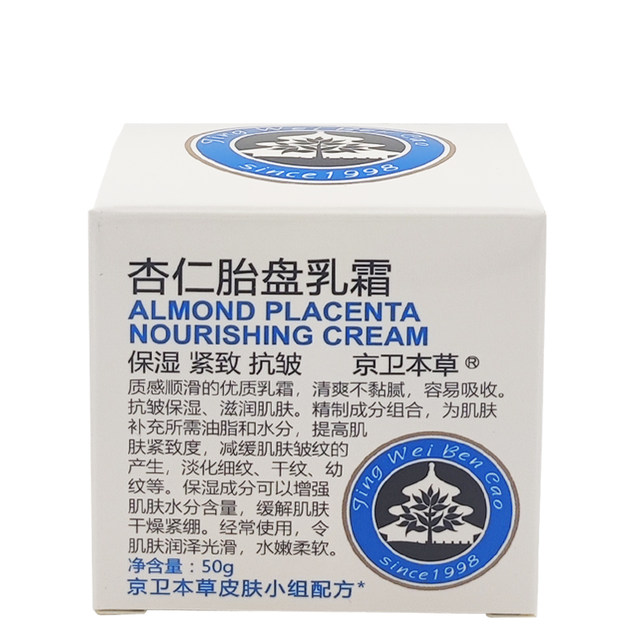 Jing Wei Ben Cao
since1998
杏仁胎盘乳霜
ALMOND PLACENTA
NOURISHING CREAM
保湿 紧致 抗皱 京卫本草®
质感顺滑的优质乳霜，清爽不黏腻，容易吸收。
抗皱保湿、滋润肌肤。精制成分组合，为肌肤
补充所需油脂和水分，提高肌
肤紧致度，减缓肌肤皱纹的
产生，淡化细纹、干纹、幼
纹等。保湿成分可以增强
肌肤水分含量，缓解肌肤
干燥紧绷。经常使用，令
肌肤润泽光滑，水嫩柔软。
Jing Wei Ben Cao
since1998
净含量：50g
京卫本草皮肤小组配方*